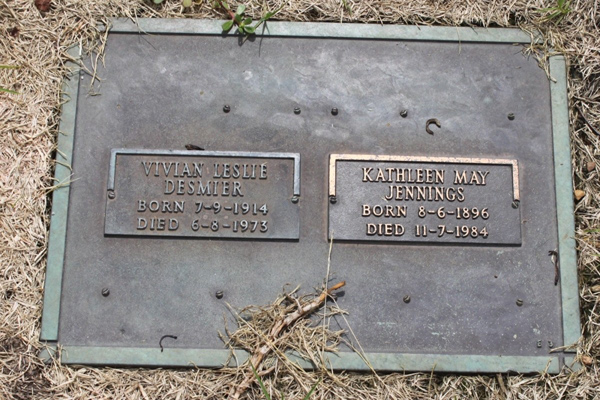 VIVIAN LESLIE
DESMIER
BORN 7-9-1914
DIED 6-8-1973
KATHLEEN MAY
JENNINGS
BORN 8-6-1896
DIED 11-7-1984
E 3